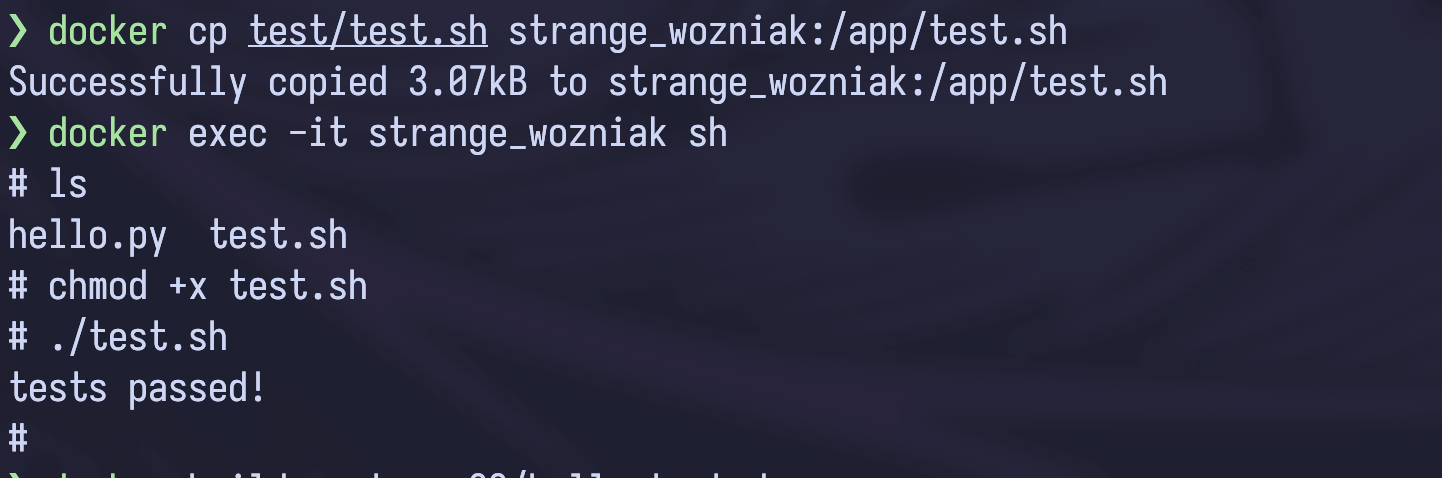 ❯ docker cp test/test.sh strange_wozniak:/app/test.sh
Successfully copied 3.07kB to strange_wozniak:/app/test.sh
❯ docker exec -it strange_wozniak sh
# ls
hello.py  test.sh
# chmod +x test.sh
# ./test.sh
tests passed!
#